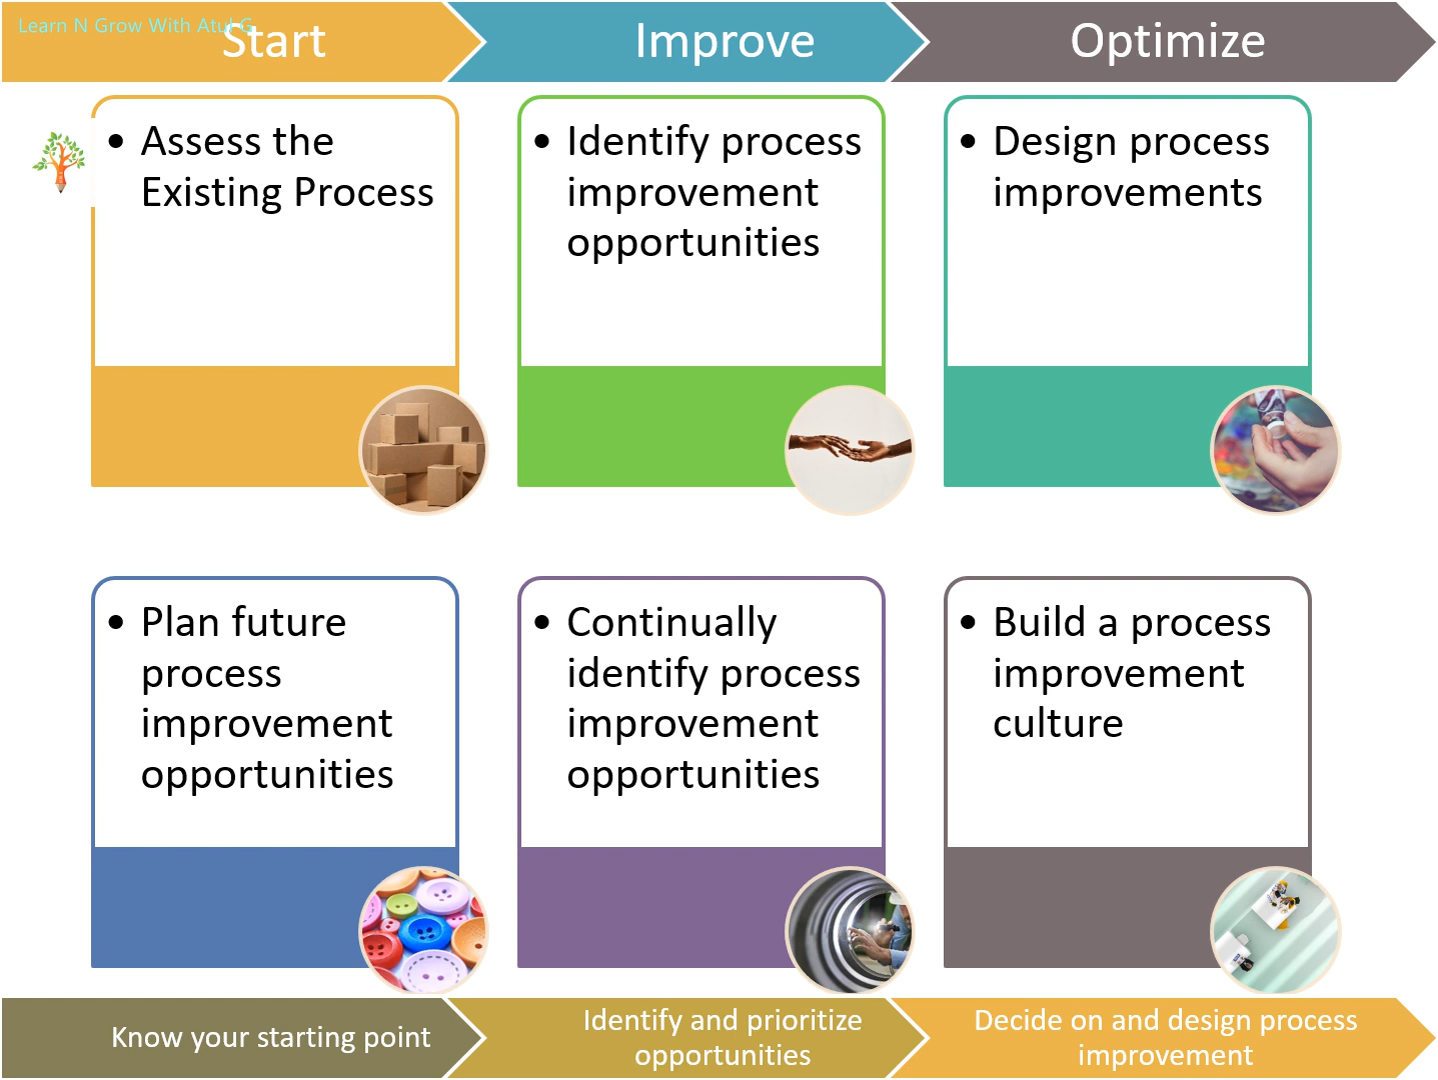 Learn N Grow With Atul G
Start
Improve
Optimize
• Assess the
Existing Process
• Identify process
improvement
opportunities
• Design process
improvements
• Plan future
process
improvement
opportunities
• Continually
identify process
improvement
opportunities
• Build a process
improvement
culture
Know your starting point
Identify and prioritize
opportunities
Decide on and design process
improvement